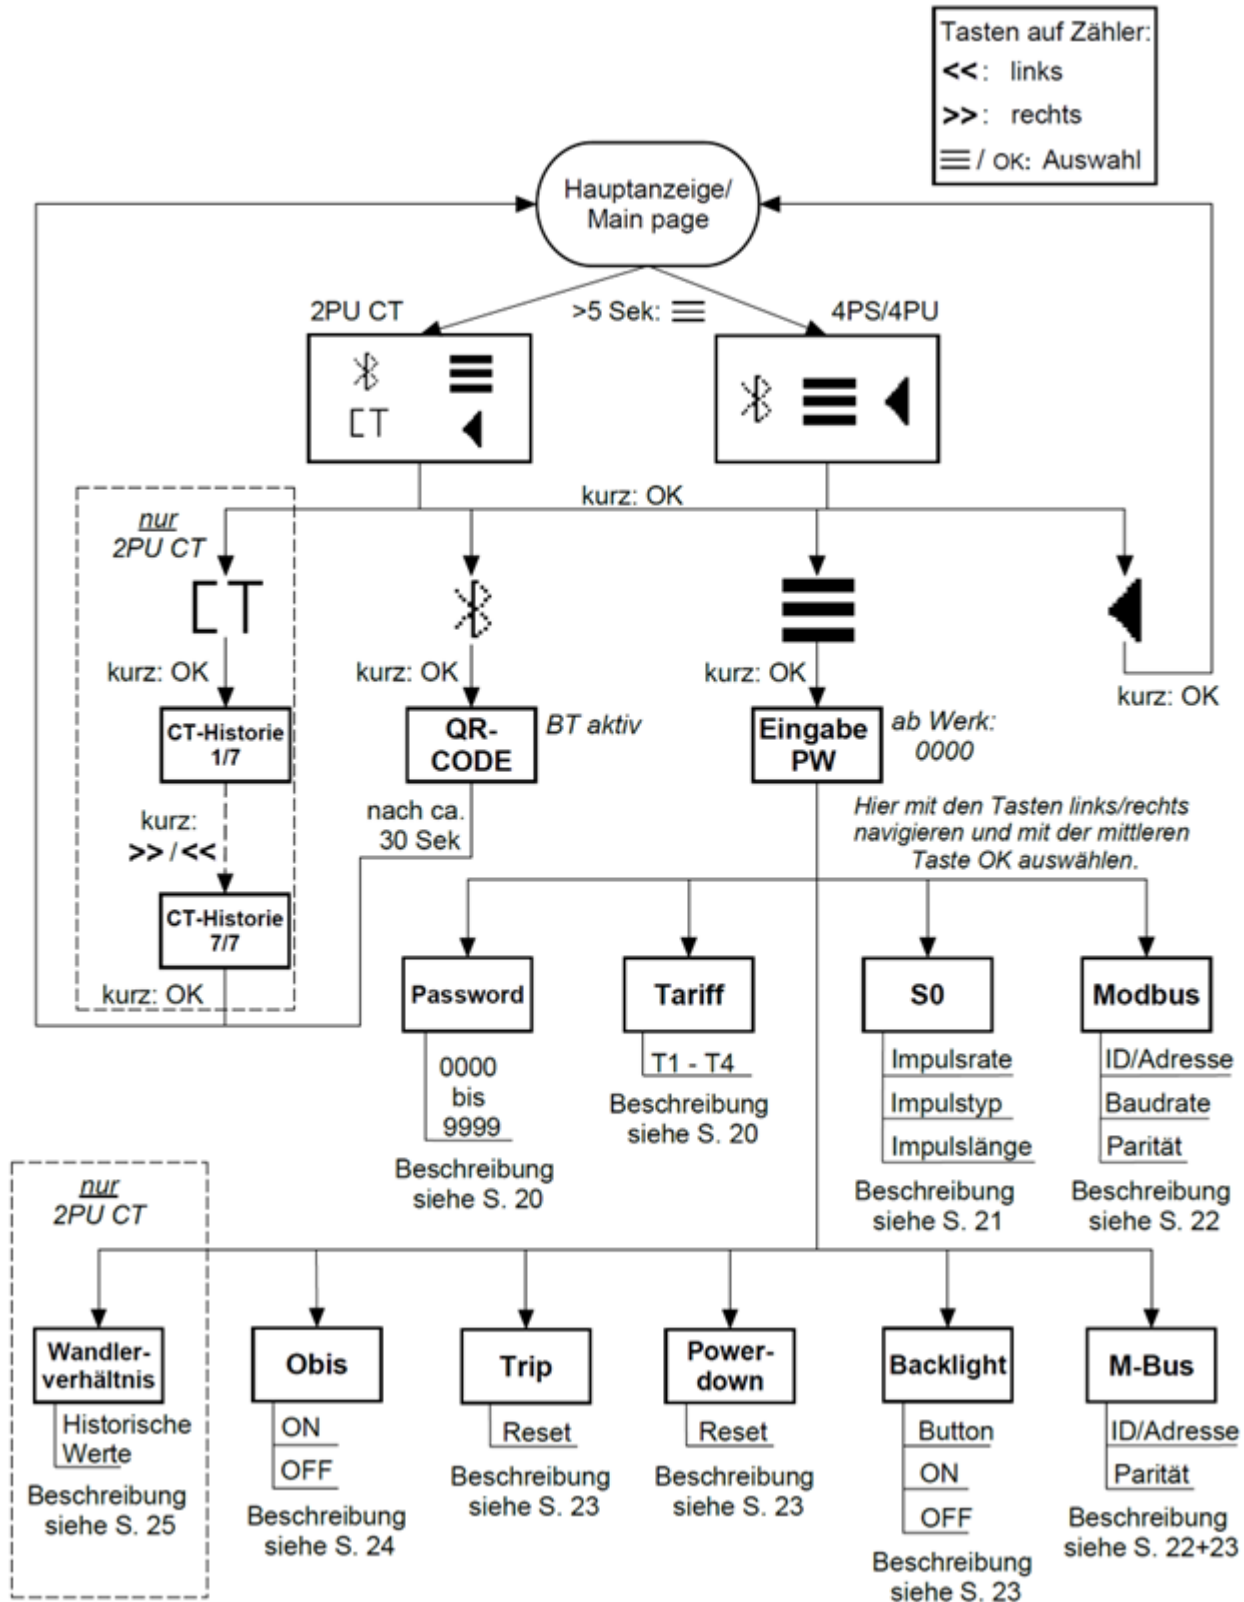 Tasten auf Zähler:
<<: links
>>: rechts
☰ / OK: Auswahl
Hauptanzeige/
Main page
2PU CT
>5 Sek: ☰
4PS/4PU
CT
kurz: OK
nur
2PU CT
CT
kurz: OK
kurz: OK
kurz: OK
kurz: OK
CT-Historie
1/7
QR-
CODE
BT aktiv
Eingabe
PW
ab Werk:
0000
kurz:
>> / <<
nach ca.
30 Sek
Hier mit den Tasten links/rechts
navigieren und mit der mittleren
Taste OK auswählen.
CT-Historie
7/7
kurz: OK
Password
0000
bis
9999
Beschreibung
siehe S. 20
Tariff
T1 - T4
Beschreibung
siehe S. 20
S0
Impulsrate
Impulstyp
Impulslänge
Beschreibung
siehe S. 21
Modbus
ID/Adresse
Baudrate
Parität
Beschreibung
siehe S. 22
nur
2PU CT
Wandler-
verhältnis
Historische
Werte
Beschreibung
siehe S. 25
Obis
ON
OFF
Beschreibung
siehe S. 24
Trip
Reset
Beschreibung
siehe S. 23
Power-
down
Reset
Beschreibung
siehe S. 23
Backlight
Button
ON
OFF
Beschreibung
siehe S. 23
M-Bus
ID/Adresse
Parität
Beschreibung
siehe S. 22+23